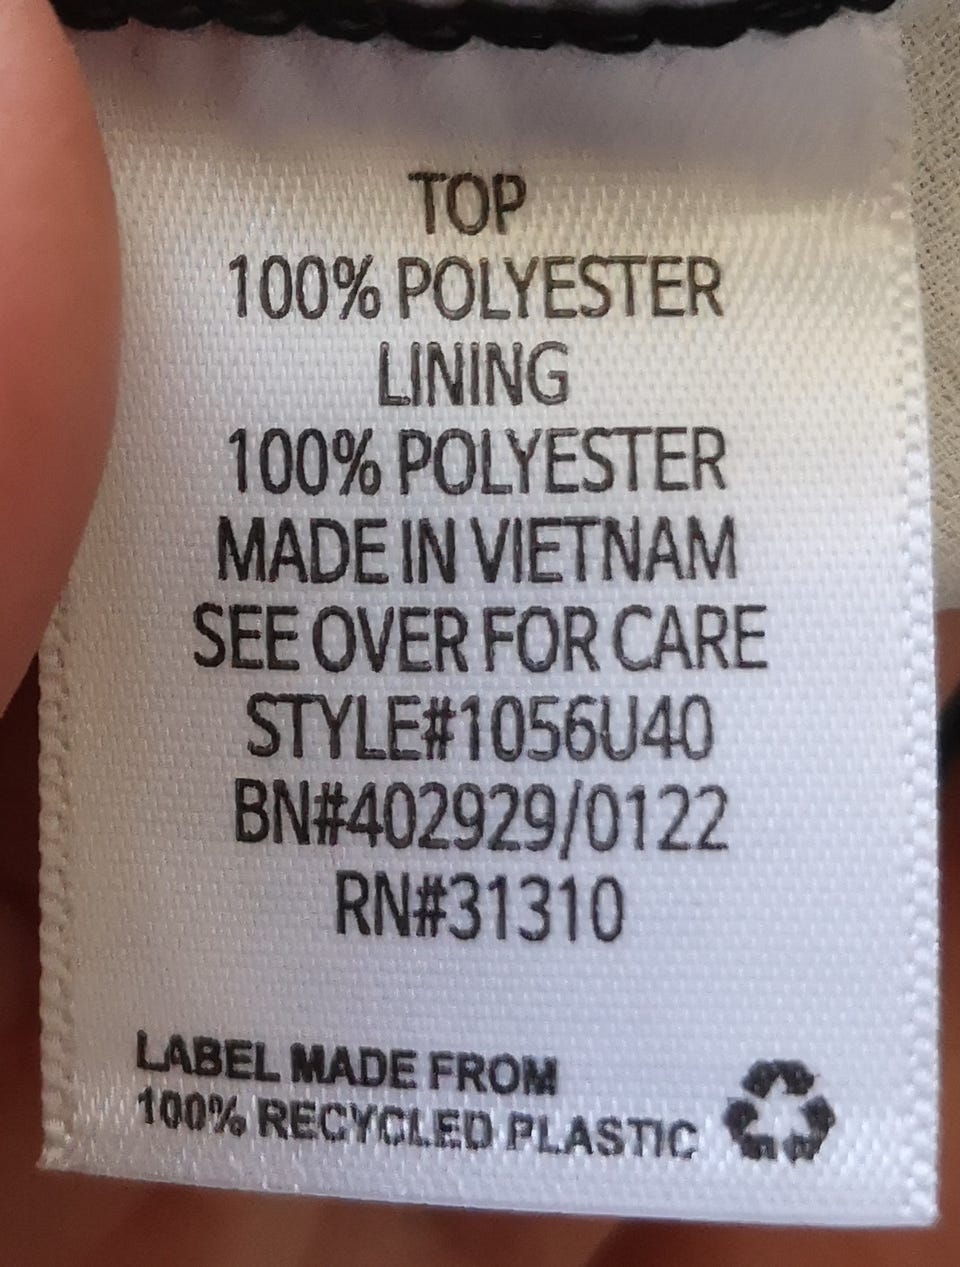 TOP
100% POLYESTER
LINING
100% POLYESTER
MADE IN VIETNAM
SEE OVER FOR CARE
STYLE#1056U40
BN#402929/0122
RN#31310
LABEL MADE FROM
100% RECYCLED PLASTIC